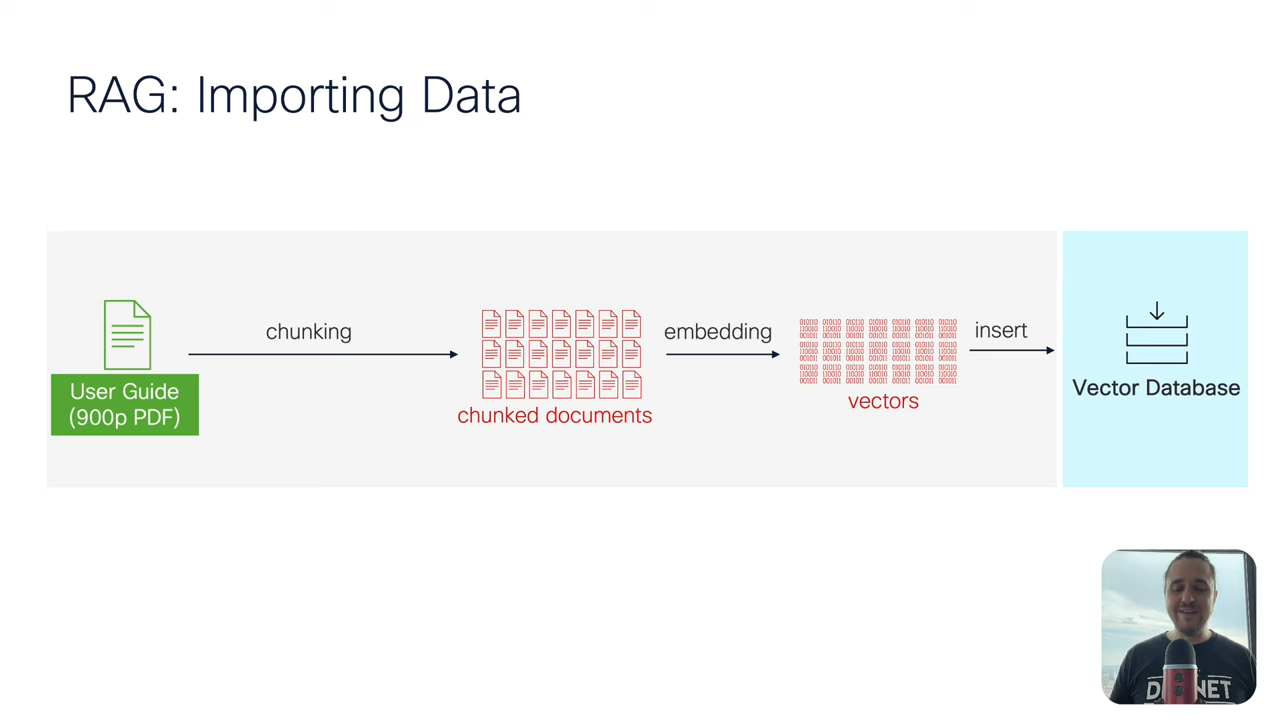 RAG: Importing Data
User Guide
(900p PDF)
chunking
chunked documents
embedding
vectors
insert
Vector Database